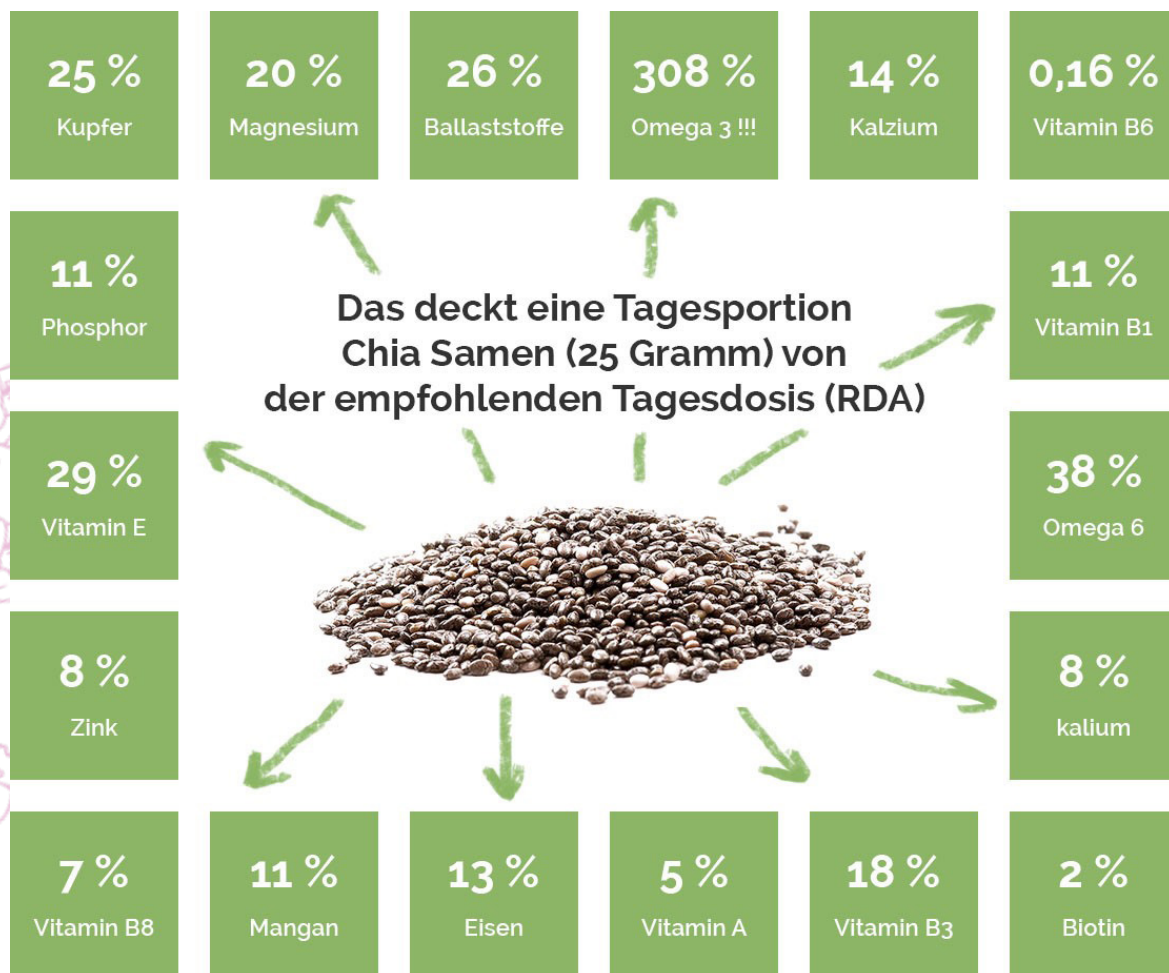 25 %
Kupfer
20 %
Magnesium
26 %
Ballaststoffe
308 %
Omega 3 !!!
14 %
Kalzium
0,16 %
Vitamin B6
11 %
Phosphor
Das deckt eine Tagesportion
Chia Samen (25 Gramm) von
der empfohlenden Tagesdosis (RDA)
11 %
Vitamin B1
29 %
Vitamin E
38 %
Omega 6
8 %
Zink
8 %
kalium
7 %
Vitamin B8
11 %
Mangan
13 %
Eisen
5 %
Vitamin A
18 %
Vitamin B3
2 %
Biotin